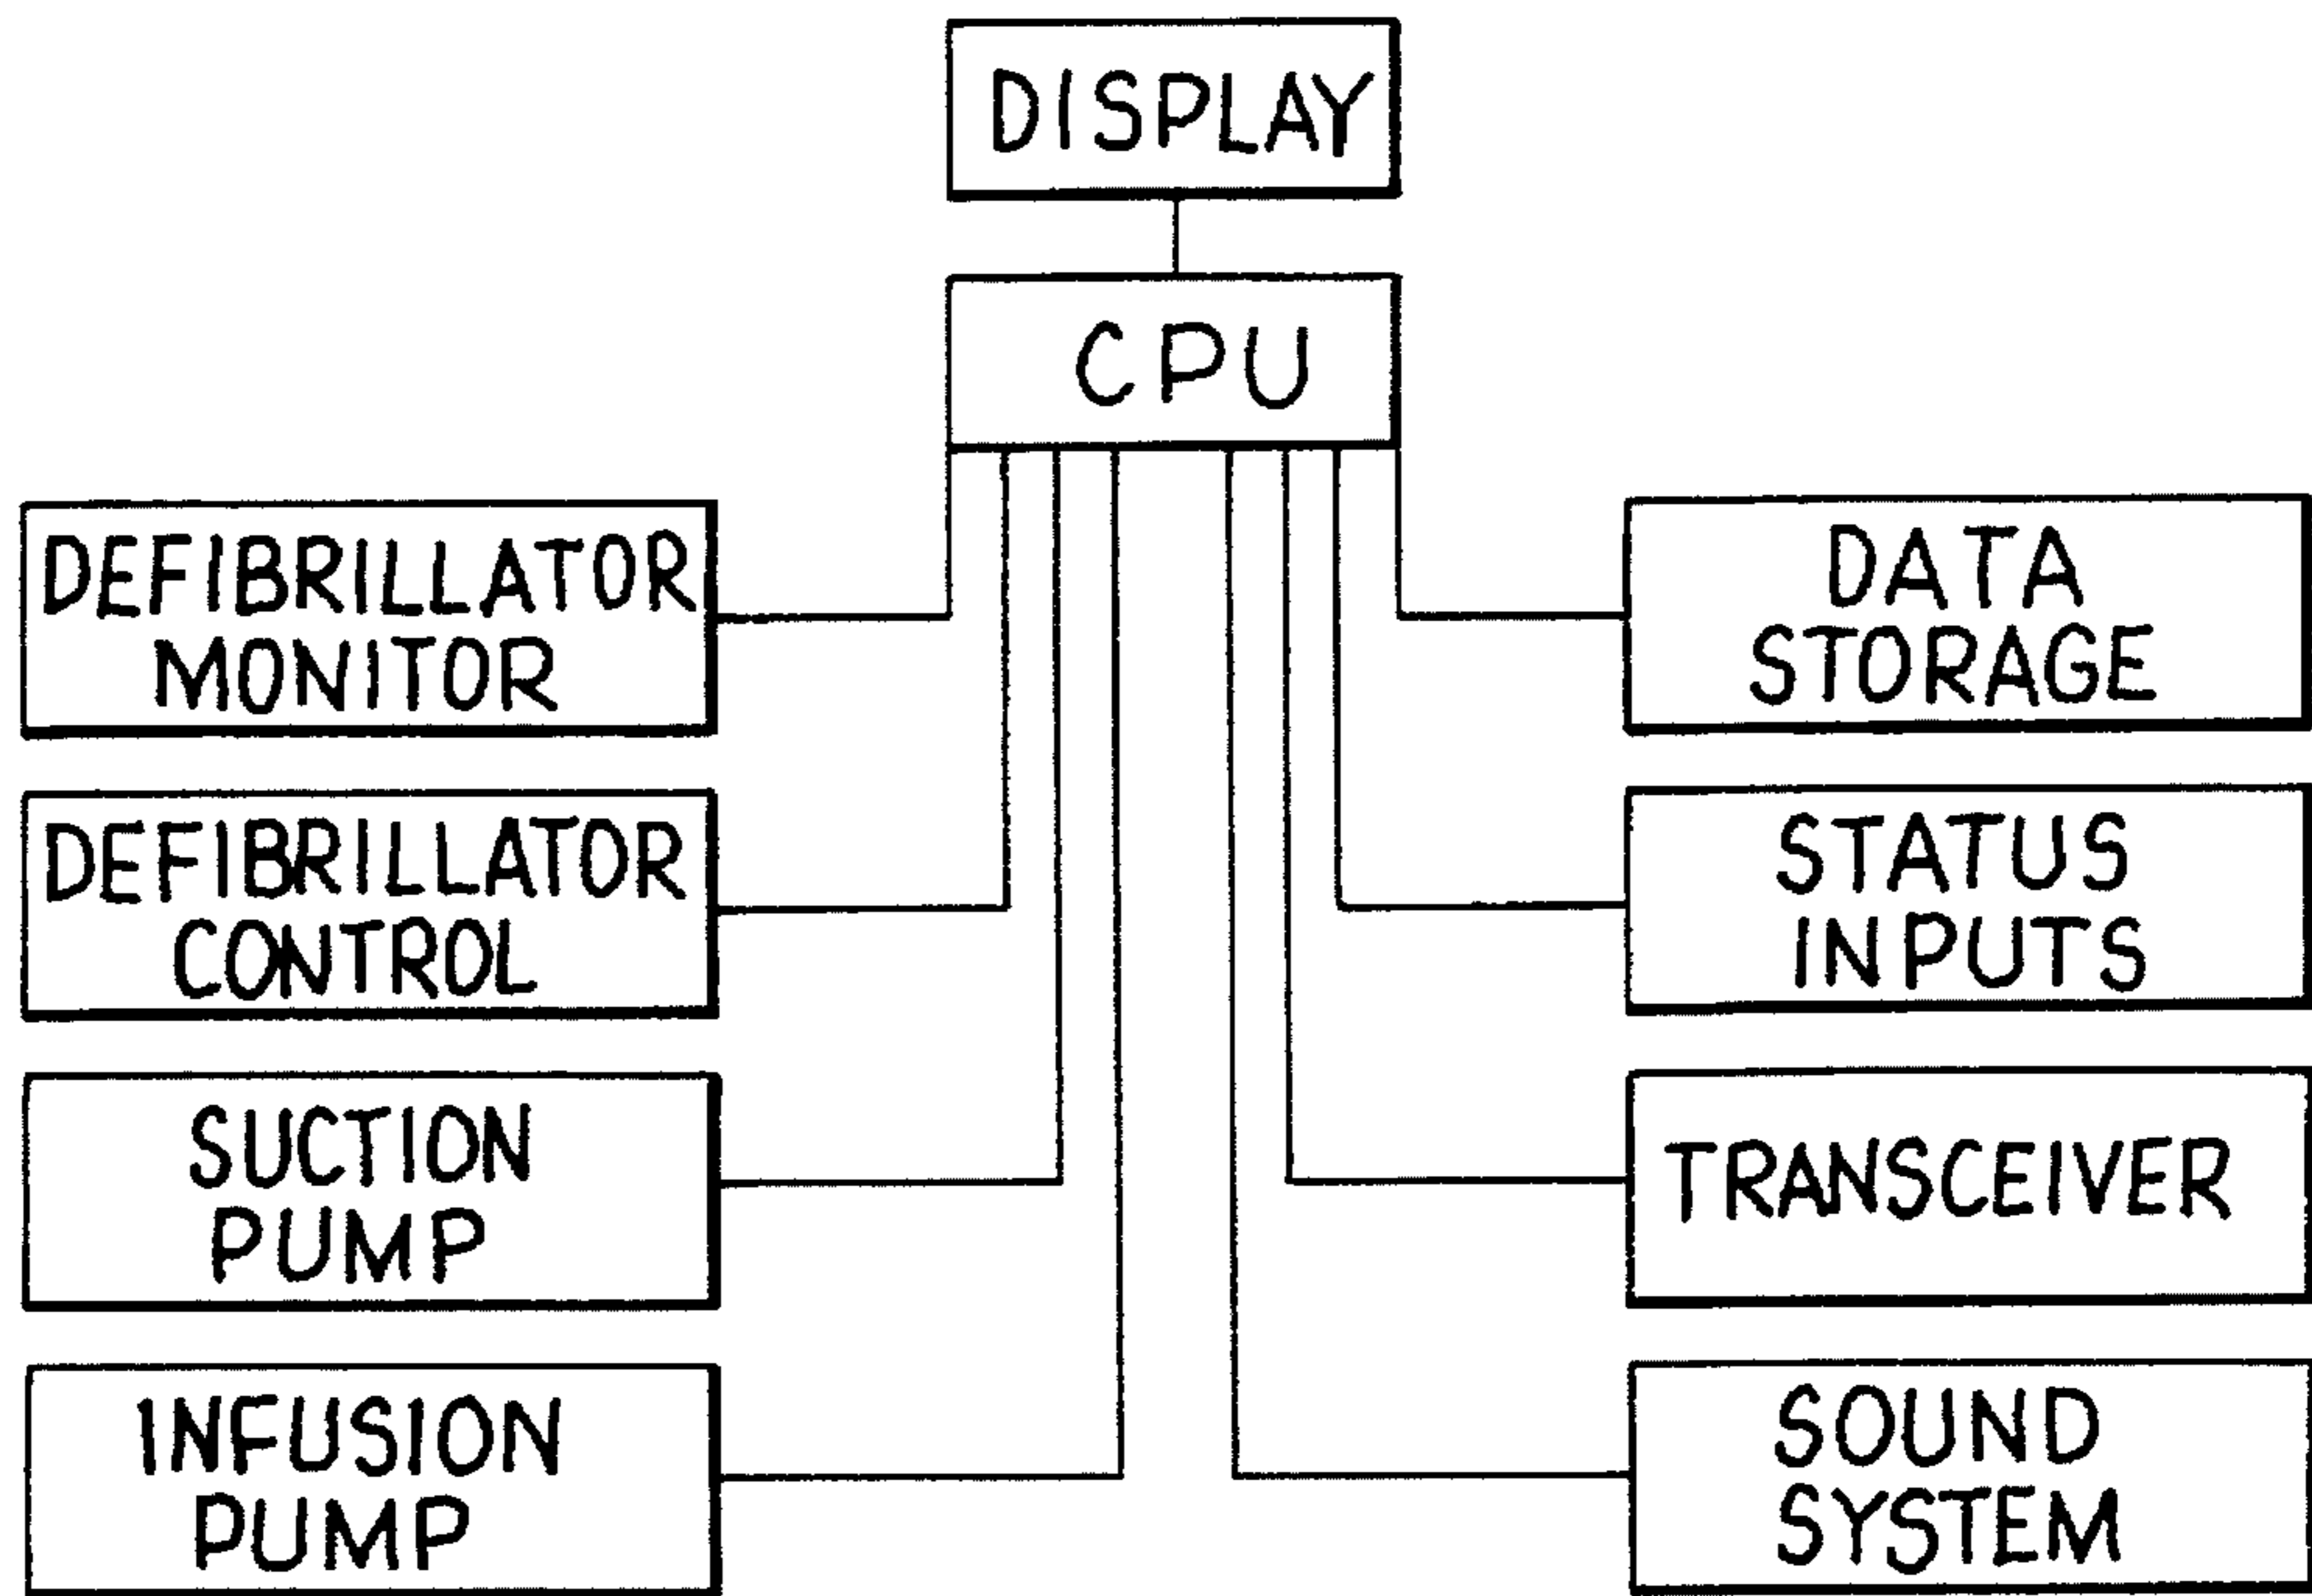 DISPLAY
CPU
DEFIBRILLATOR
MONITOR
DEFIBRILLATOR
CONTROL
SUCTION
PUMP
INFUSION
PUMP
DATA
STORAGE
STATUS
INPUTS
TRANSCEIVER
SOUND
SYSTEM